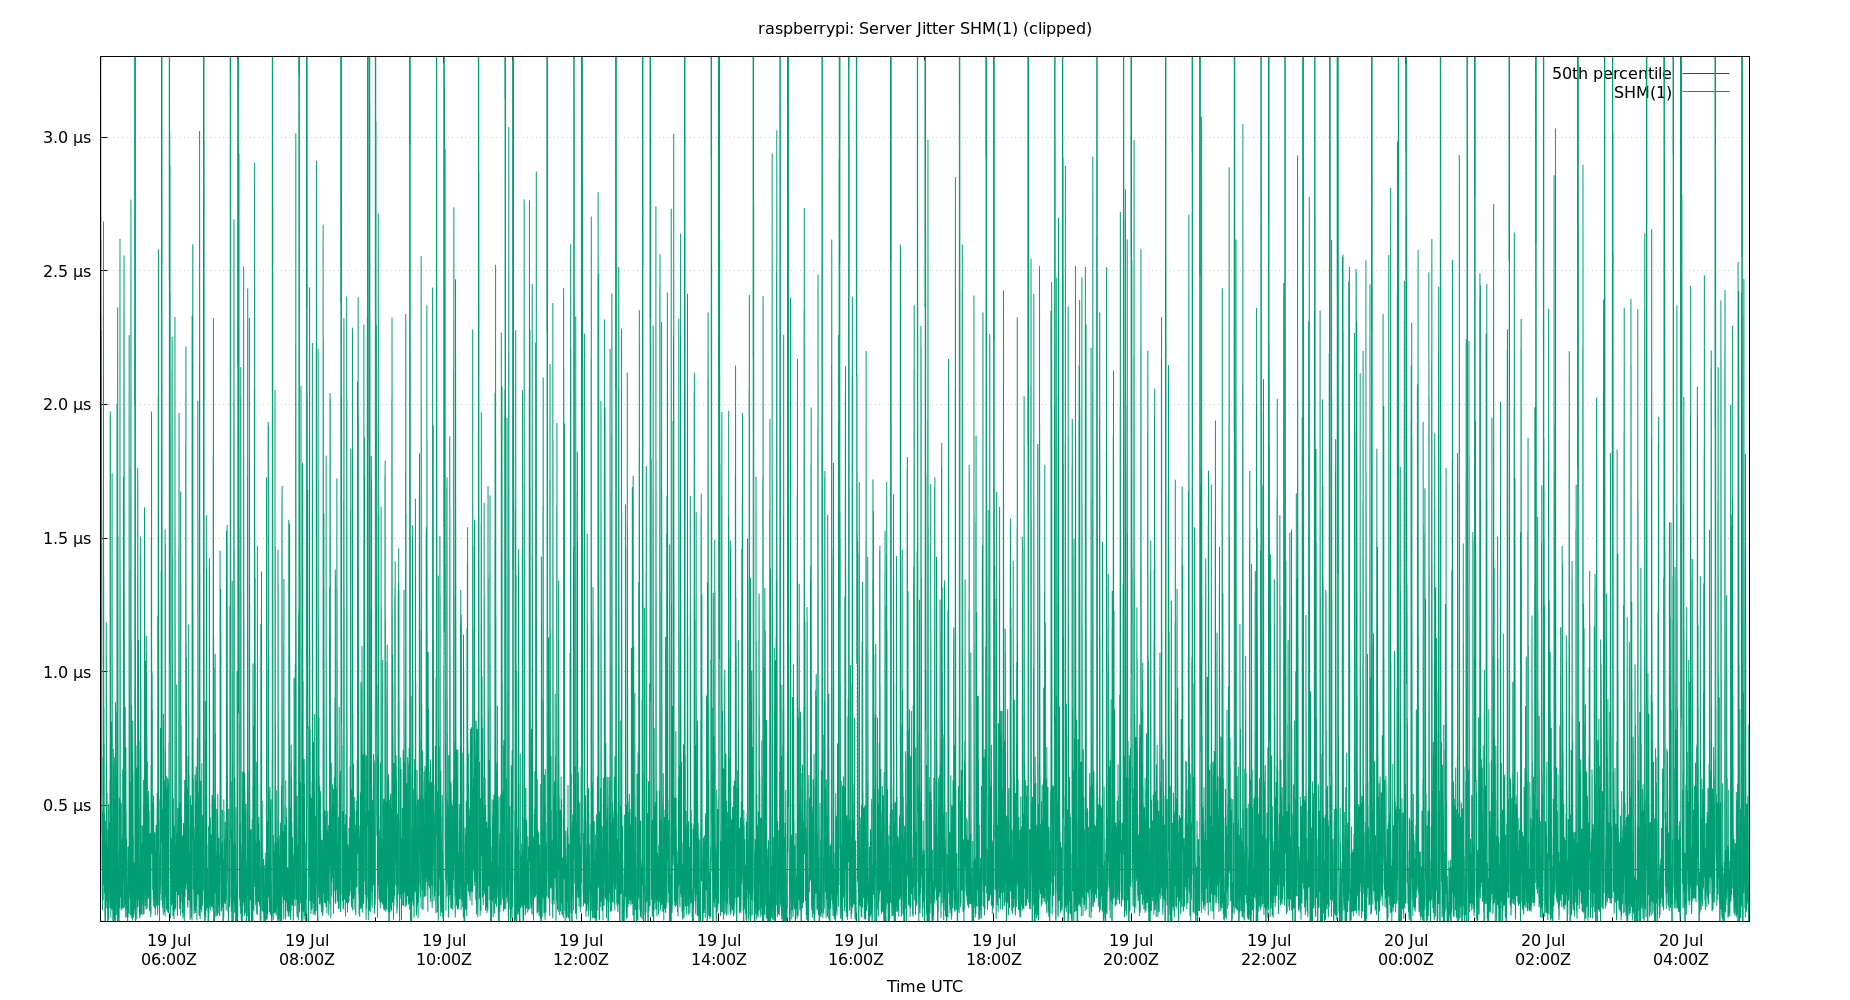 raspberrypi: Server Jitter SHM(1) (clipped)
50th percentile
SHM(1)
3.0 µs
2.5 µs
2.0 µs
1.5 µs
1.0 µs
0.5 µs
19 Jul 19 Jul 19 Jul 19 Jul 19 Jul 19 Jul 19 Jul 19 Jul 19 Jul 20 Jul 20 Jul 20 Jul
06:00Z 08:00Z 10:00Z 12:00Z 14:00Z 16:00Z 18:00Z 20:00Z 22:00Z 00:00Z 02:00Z 04:00Z
Time UTC